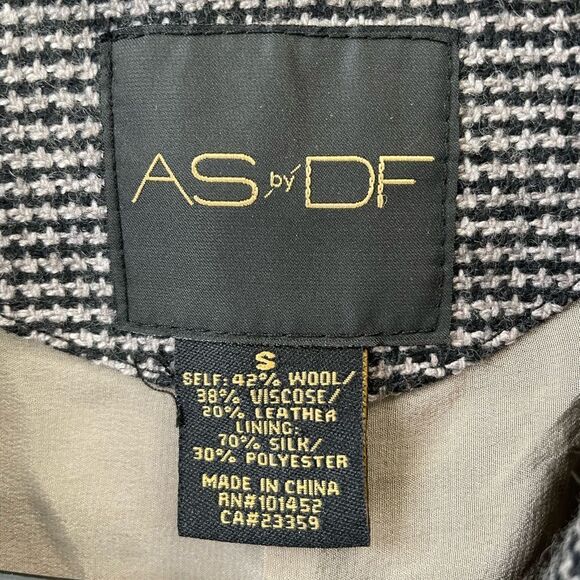 AS by DF
S
SELF: 42% WOOL/
38% VISCOSE/
20% LEATHER
LINING:
70% SILK/
30% POLYESTER
MADE IN CHINA
RN#101452
CA#23359